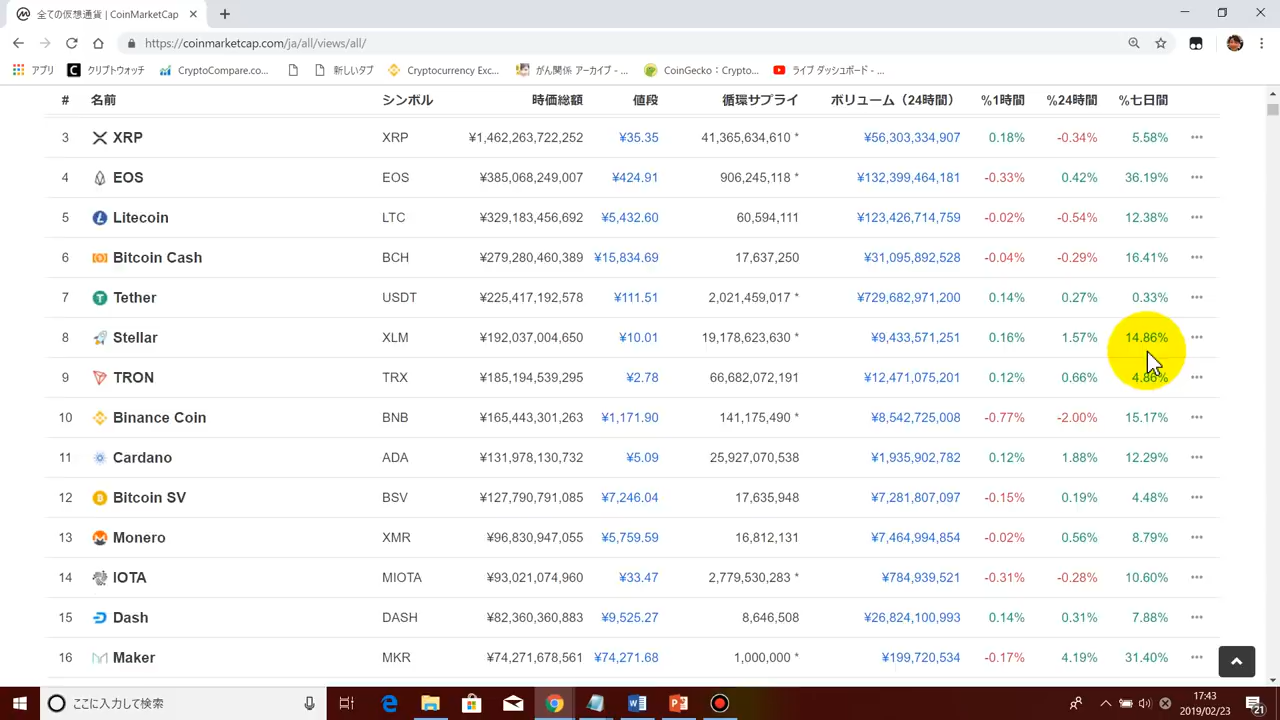 全ての仮想通貨 | CoinMarketCap
https://coinmarketcap.com/ja/all/views/all/
アプリ クリプトウォッチ CryptoCompare.co... 新しいタブ Cryptocurrency Exc... がん関係 アーカイブ - ... CoinGecko：Crypto... ライブ ダッシュボード - ...
# 名前 シンボル 時価総額 値段 循環サプライ ボリューム（24時間） %1時間 %24時間 %七日間
3 XRP XRP ¥1,462,263,722,252 ¥35.35 41,365,634,610 * ¥56,303,334,907 0.18% -0.34% 5.58%
4 EOS EOS ¥385,068,249,007 ¥424.91 906,245,118 * ¥132,399,464,181 -0.33% 0.42% 36.19%
5 Litecoin LTC ¥329,183,456,692 ¥5,432.60 60,594,111 ¥123,426,714,759 -0.02% -0.54% 12.38%
6 Bitcoin Cash BCH ¥279,280,460,389 ¥15,834.69 17,637,250 ¥31,095,892,528 -0.04% -0.29% 16.41%
7 Tether USDT ¥225,417,192,578 ¥111.51 2,021,459,017 * ¥729,682,971,200 0.14% 0.27% 0.33%
8 Stellar XLM ¥192,037,004,650 ¥10.01 19,178,623,630 * ¥9,433,571,251 0.16% 1.57% 14.86%
9 TRON TRX ¥185,194,539,295 ¥2.78 66,682,072,191 ¥12,471,075,201 0.12% 0.66% 4.86%
10 Binance Coin BNB ¥165,443,301,263 ¥1,171.90 141,175,490 * ¥8,542,725,008 -0.77% -2.00% 15.17%
11 Cardano ADA ¥131,978,130,732 ¥5.09 25,927,070,538 ¥1,935,902,782 0.12% 1.88% 12.29%
12 Bitcoin SV BSV ¥127,790,791,085 ¥7,246.04 17,635,948 ¥7,281,807,097 -0.15% 0.19% 4.48%
13 Monero XMR ¥96,830,947,055 ¥5,759.59 16,812,131 ¥7,464,994,854 -0.02% 0.56% 8.79%
14 IOTA MIOTA ¥93,021,074,960 ¥33.47 2,779,530,283 * ¥784,939,521 -0.31% -0.28% 10.60%
15 Dash DASH ¥82,360,360,883 ¥9,525.27 8,646,508 ¥26,824,100,993 0.14% 0.31% 7.88%
16 Maker MKR ¥74,271,678,561 ¥74,271.68 1,000,000 * ¥199,720,534 -0.17% 4.19% 31.40%
ここに入力して検索
17:43
2019/02/23
21